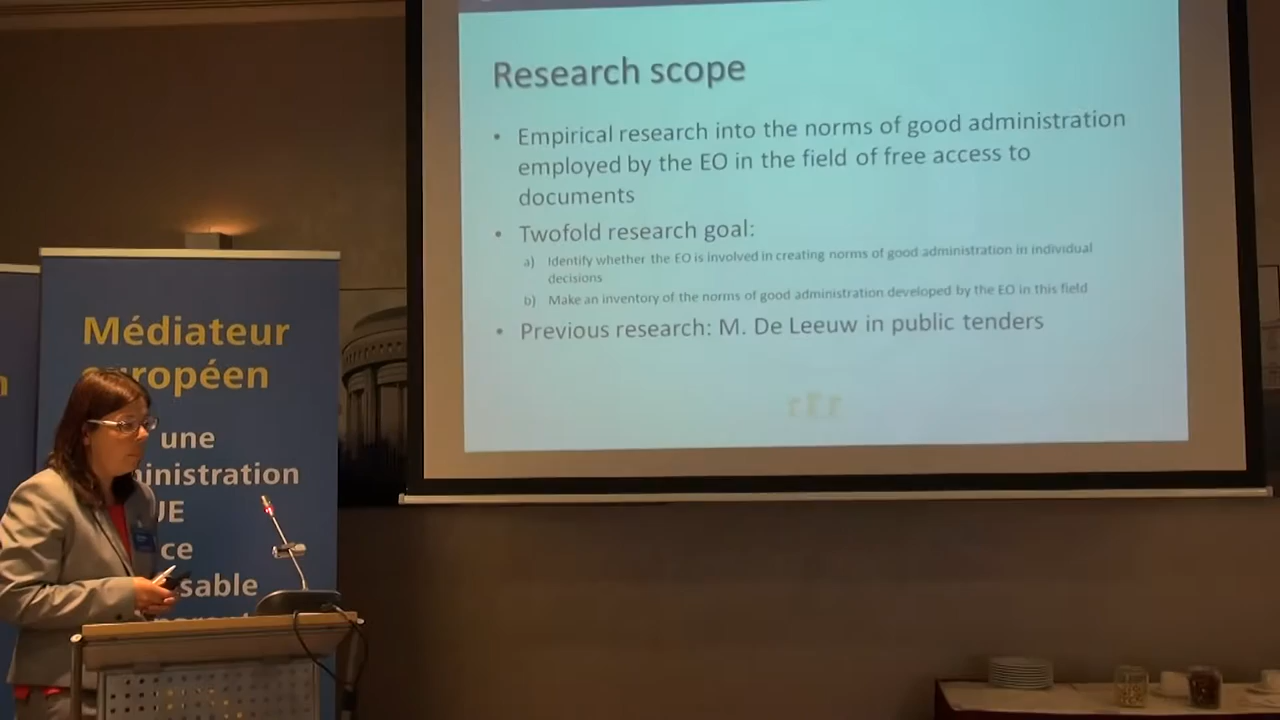 Research scope
• Empirical research into the norms of good administration
employed by the EO in the field of free access to
documents
• Twofold research goal:
a) Identify whether the EO is involved in creating norms of good administration in individual
decisions
b) Make an inventory of the norms of good administration developed by the EO in this field
• Previous research: M. De Leeuw in public tenders
Médiateur
européen
une
inistration
UE
ce
sable
n